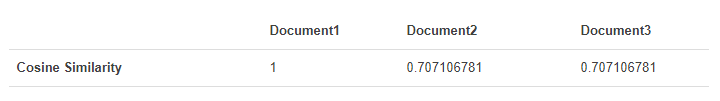 Document1 Document2 Document3
Cosine Similarity 1 0.707106781 0.707106781